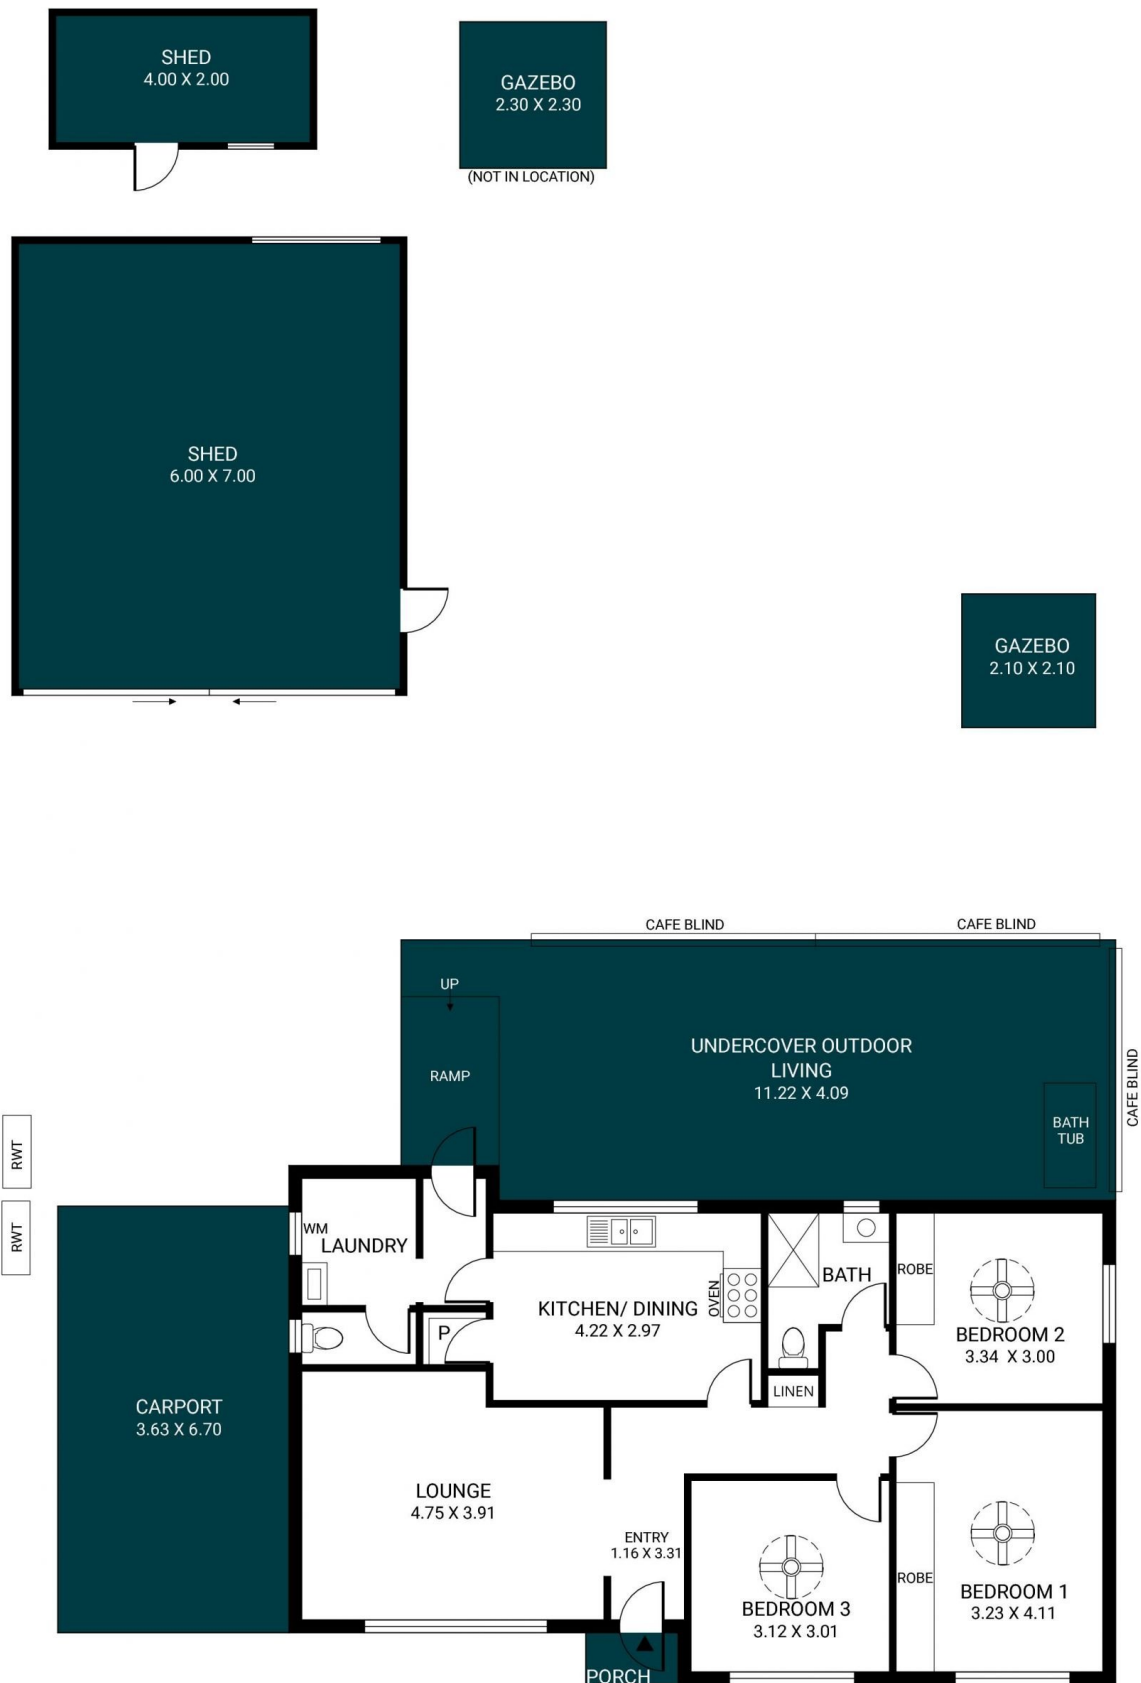 SHED
4.00 X 2.00
GAZEBO
2.30 X 2.30
(NOT IN LOCATION)
SHED
6.00 X 7.00
GAZEBO
2.10 X 2.10
CAFE BLIND
CAFE BLIND
UP
RAMP
UNDERCOVER OUTDOOR
LIVING
11.22 X 4.09
BATH
TUB
CAFE BLIND
RWT
RWT
WM
LAUNDRY
P
KITCHEN/ DINING
4.22 X 2.97
OVEN
BATH
LINEN
ROBE
BEDROOM 2
3.34 X 3.00
CARPORT
3.63 X 6.70
LOUNGE
4.75 X 3.91
ENTRY
1.16 X 3.31
BEDROOM 3
3.12 X 3.01
ROBE
BEDROOM 1
3.23 X 4.11
PORCH